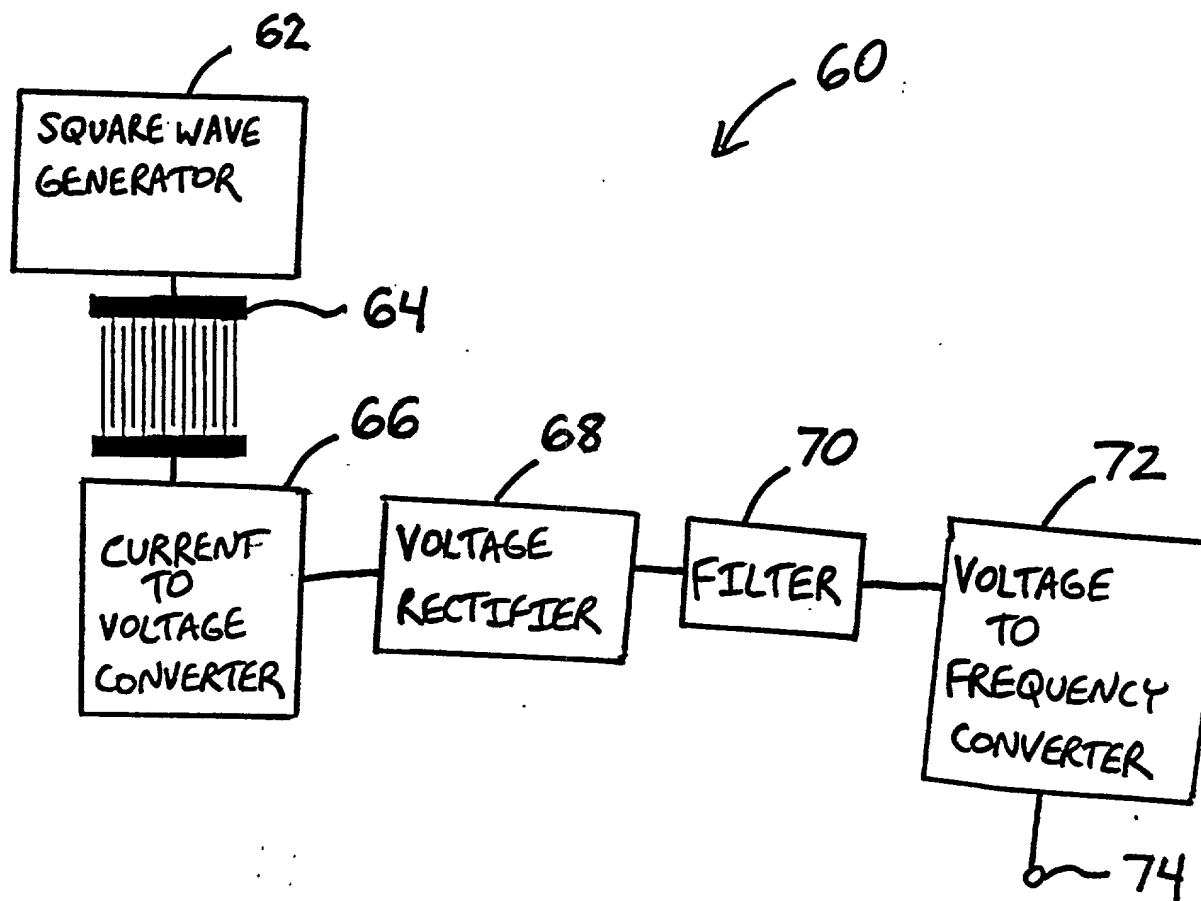 62
60
SQUARE WAVE
GENERATOR
64
66
68
70
72
CURRENT
TO
VOLTAGE
CONVERTER
VOLTAGE
RECTIFIER
FILTER
VOLTAGE
TO
FREQUENCY
CONVERTER
74